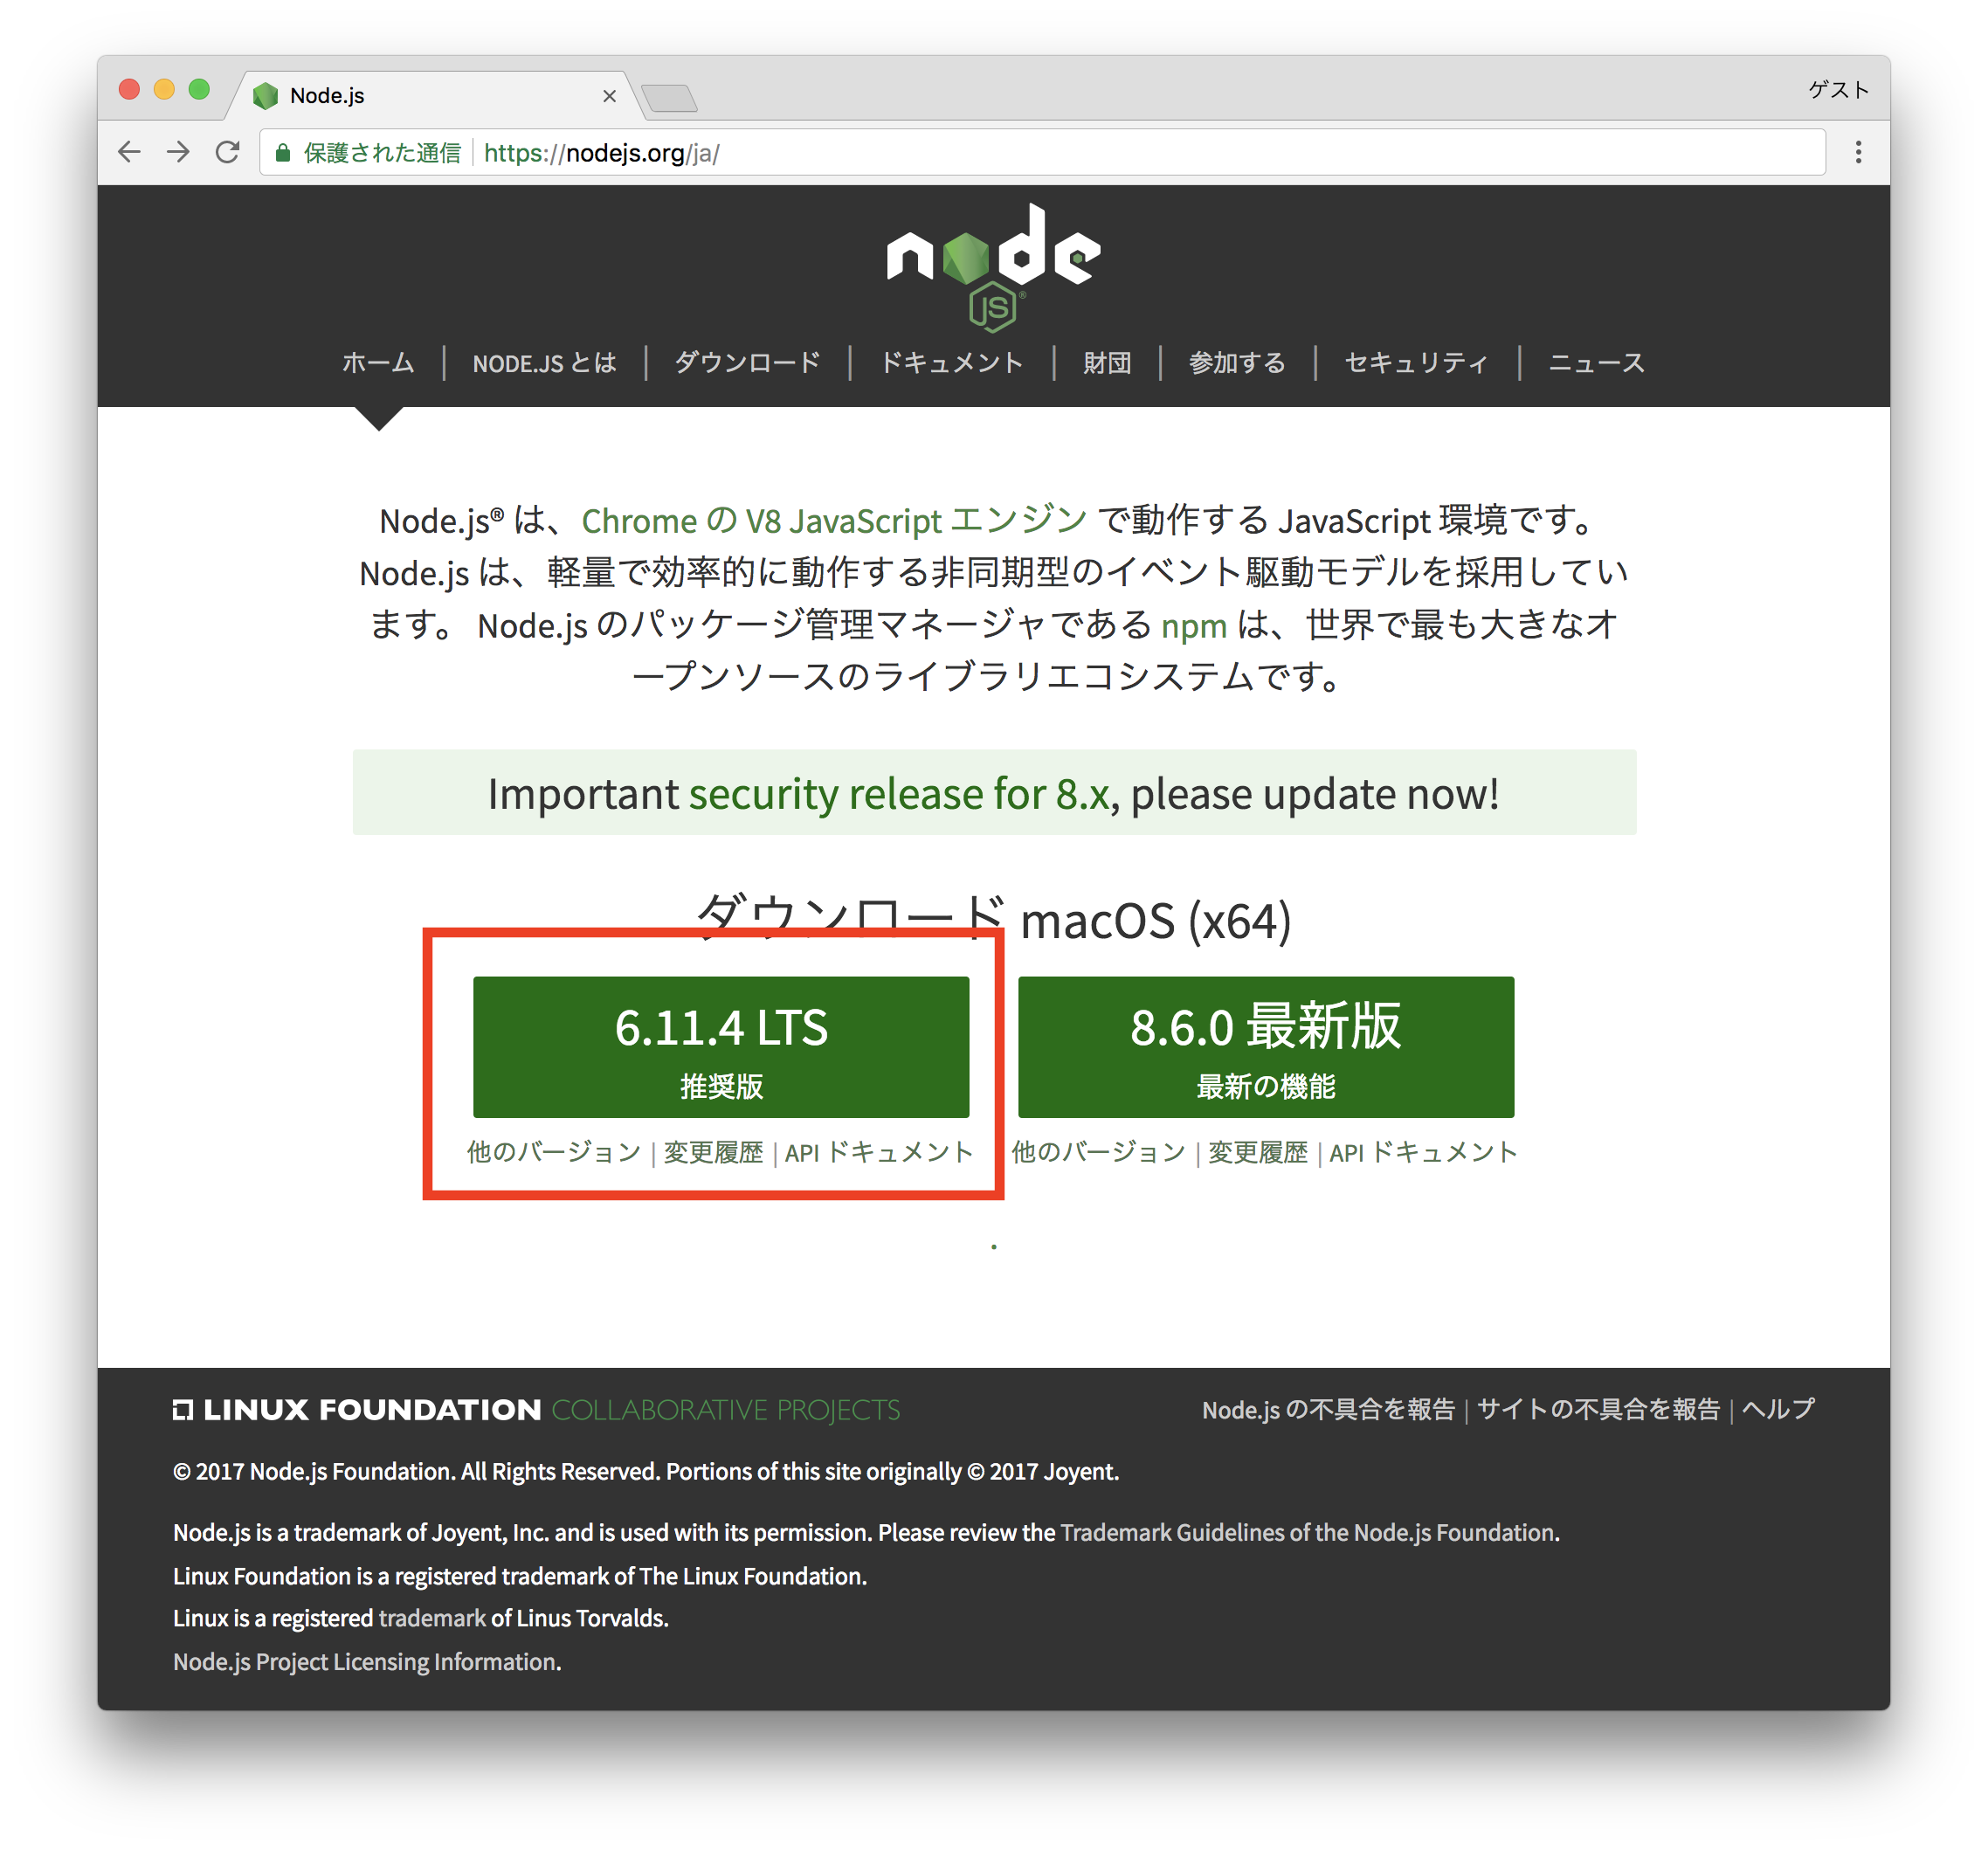 Node.js
ゲスト
保護された通信 https://nodejs.org/ja/
node
JS®
ホーム | NODE.JS とは | ダウンロード | ドキュメント | 財団 | 参加する | セキュリティ | ニュース
Node.js® は、Chrome の V8 JavaScript エンジン で動作する JavaScript 環境です。
Node.js は、軽量で効率的に動作する非同期型のイベント駆動モデルを採用してい
ます。 Node.js のパッケージ管理マネージャである npm は、世界で最も大きなオ
ープンソースのライブラリエコシステムです。
Important security release for 8.x, please update now!
ダウンロード macOS (x64)
6.11.4 LTS
推奨版
他のバージョン | 変更履歴 | API ドキュメント
8.6.0 最新版
最新の機能
他のバージョン | 変更履歴 | API ドキュメント
LINUX FOUNDATION COLLABORATIVE PROJECTS
Node.js の不具合を報告 | サイトの不具合を報告 | ヘルプ
© 2017 Node.js Foundation. All Rights Reserved. Portions of this site originally © 2017 Joyent.
Node.js is a trademark of Joyent, Inc. and is used with its permission. Please review the Trademark Guidelines of the Node.js Foundation.
Linux Foundation is a registered trademark of The Linux Foundation.
Linux is a registered trademark of Linus Torvalds.
Node.js Project Licensing Information.